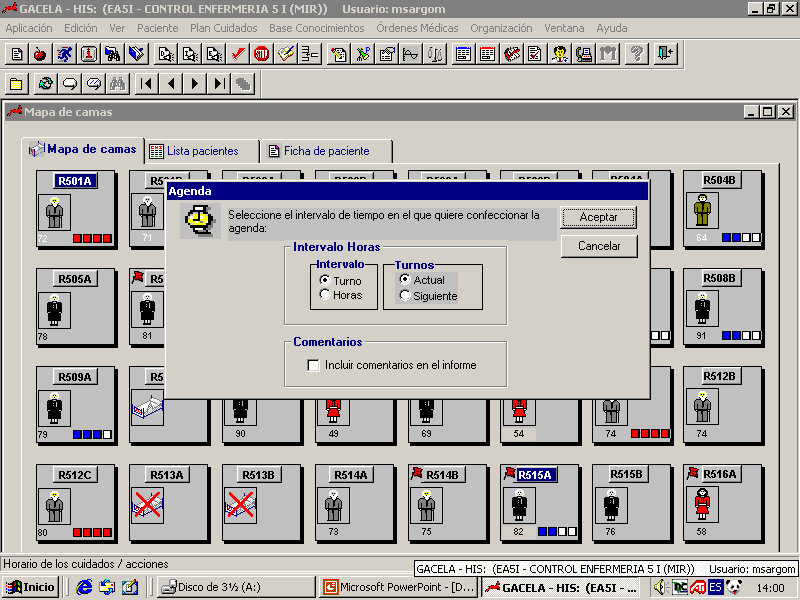 GACELA - HIS:  (EA5I - CONTROL ENFERMERIA 5 I (MIR))    Usuario: msargom
Aplicación Edición Ver Paciente Plan Cuidados Base Conocimientos Órdenes Médicas Organización Ventana Ayuda
Mapa de camas
Mapa de camas Lista pacientes Ficha de paciente
R501A R504B
72 71 64
Agenda
Seleccione el intervalo de tiempo en el que quiere confeccionar la
agenda:
Aceptar
Cancelar
Intervalo Horas
Intervalo Turnos
Turno Actual
Horas Siguiente
Comentarios
Incluir comentarios en el informe
R505A R508B
78 81 91
R509A R512B
79 90 49 69 54 74 74
R512C R513A R513B R514A R514B R515A R515B R516A
80 73 75 82 76 58
Horario de los cuidados / acciones
GACELA - HIS:  (EA5I - CONTROL ENFERMERIA 5 I (MIR))    Usuario: msargom
Inicio Disco de 3½ (A:) Microsoft PowerPoint - [D... GACELA - HIS:  (EA5I - ... ES 14:00